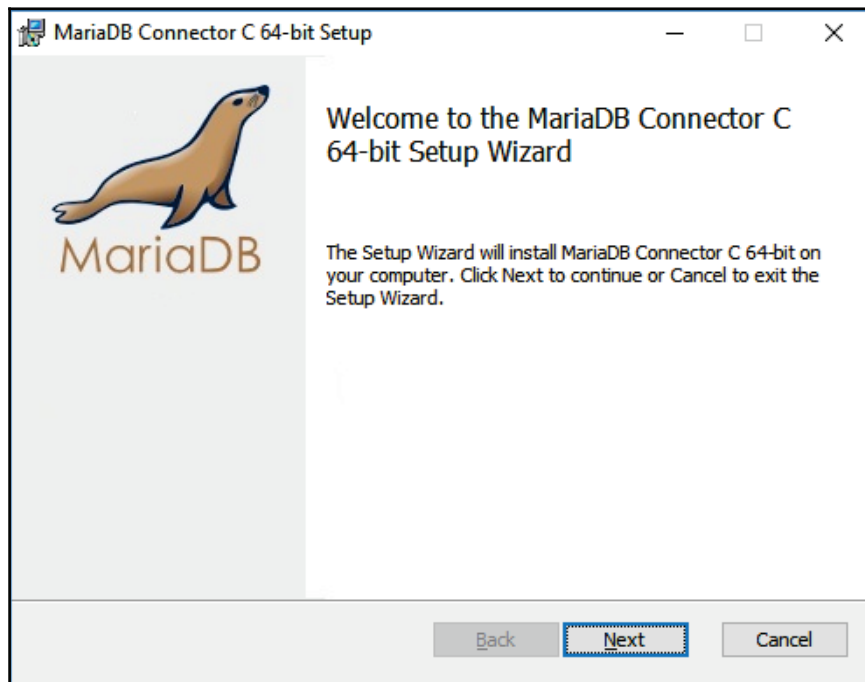 MariaDB Connector C 64-bit Setup
MariaDB
Welcome to the MariaDB Connector C
64-bit Setup Wizard
The Setup Wizard will install MariaDB Connector C 64-bit on
your computer. Click Next to continue or Cancel to exit the
Setup Wizard.
Back Next Cancel